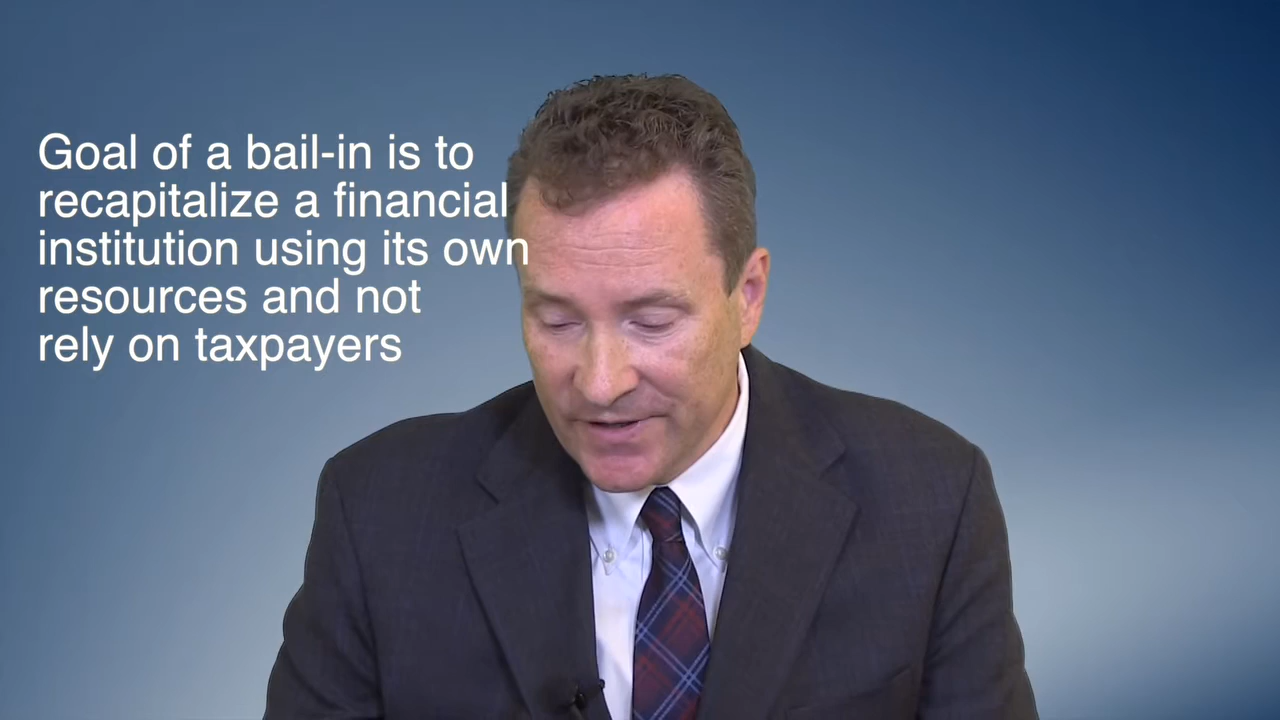 Goal of a bail-in is to
recapitalize a financial
institution using its own
resources and not
rely on taxpayers